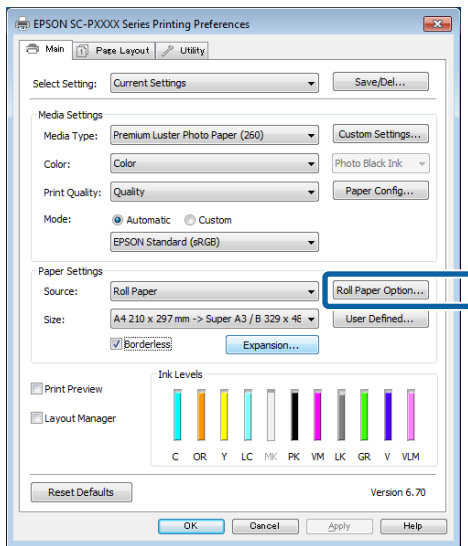 EPSON SC-PXXXX Series Printing Preferences
Main Page Layout Utility
Select Setting: Current Settings Save/Del...
Media Settings
Media Type: Premium Luster Photo Paper (260) Custom Settings...
Color: Color Photo Black Ink
Print Quality: Quality Paper Config...
Mode: Automatic Custom
EPSON Standard (sRGB)
Paper Settings
Source: Roll Paper Roll Paper Option...
Size: A4 210 x 297 mm -> Super A3 / B 329 x 48 User Defined...
Borderless Expansion...
Ink Levels
Print Preview
Layout Manager
C OR Y LC MK PK VM LK GR V VLM
Reset Defaults Version 6.70
OK Cancel Apply Help